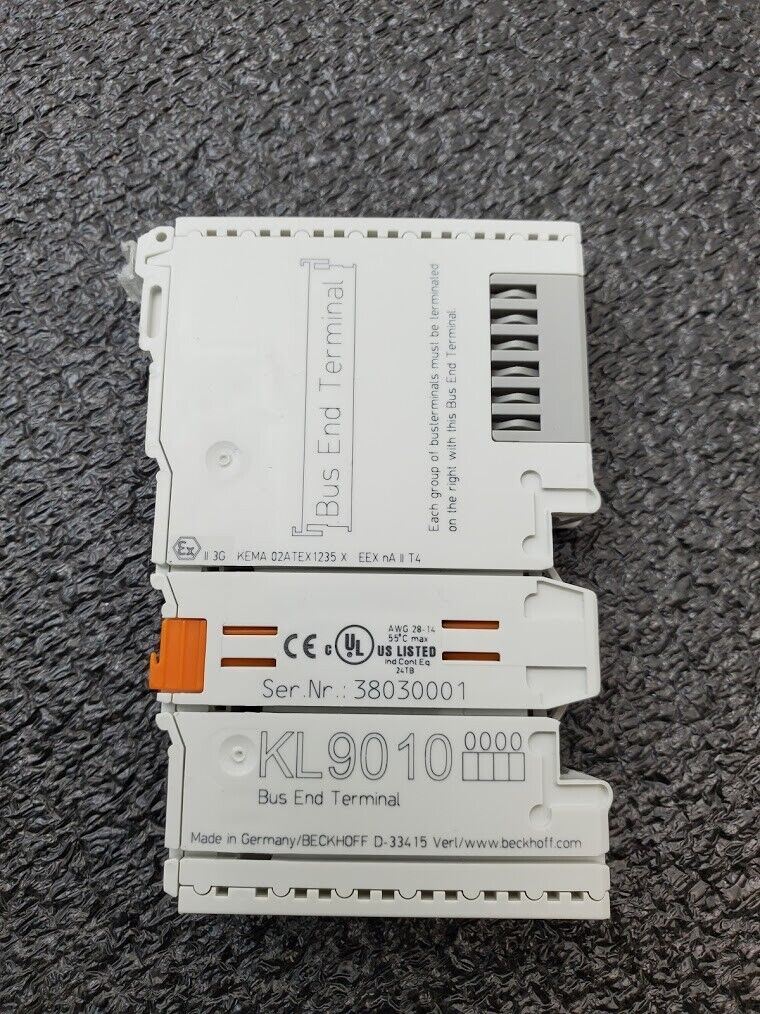 Bus End Terminal
Each group of busterminals must be terminated
on the right with this Bus End Terminal.
Ex II 3G KEMA 02ATEX1235 X EEX nA II T4
CE c UL US LISTED
AWG 28-14
55°C max
Ind Cont Eq
24TB
Ser.Nr.: 38030001
KL9010 0000
Bus End Terminal
Made in Germany/BECKHOFF D-33415 Verl/www.beckhoff.com